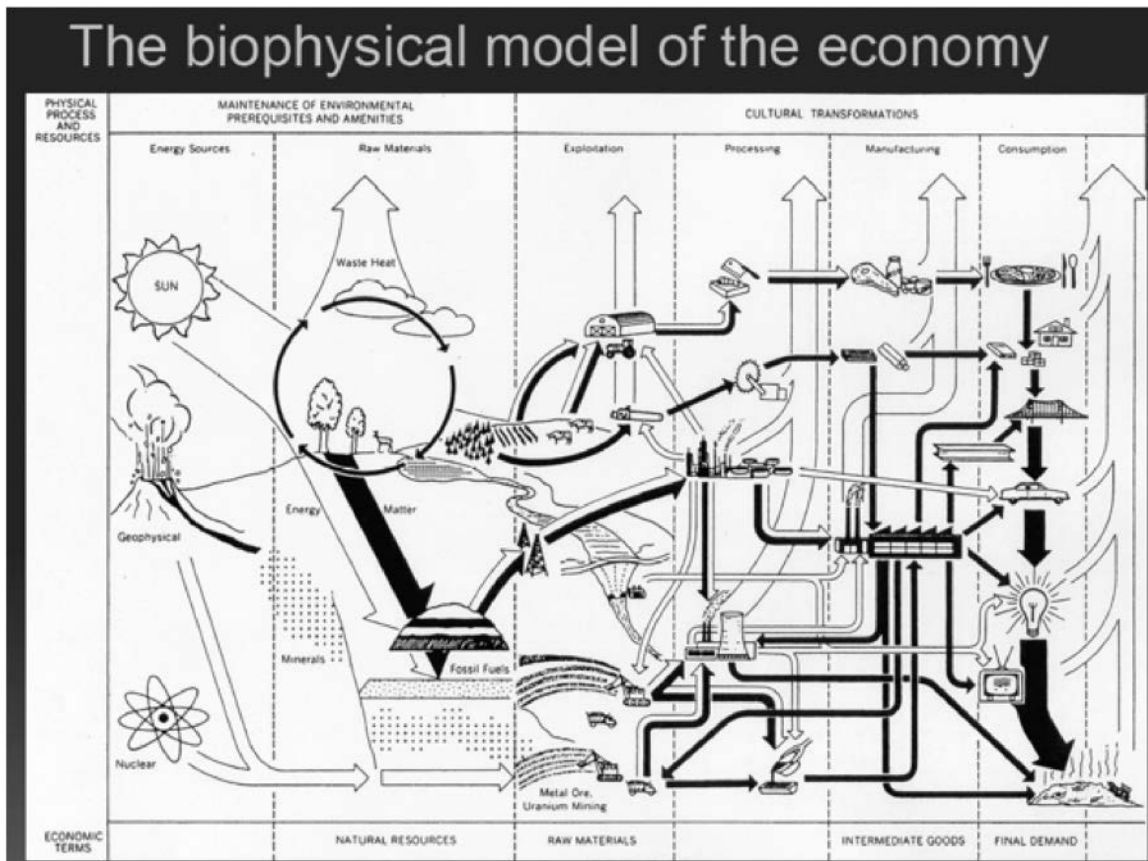 The biophysical model of the economy
PHYSICAL
PROCESS
AND
RESOURCES
MAINTENANCE OF ENVIRONMENTAL
PREREQUISITES AND AMENITIES
CULTURAL TRANSFORMATIONS
Energy Sources
Raw Materials
Exploitation
Processing
Manufacturing
Consumption
SUN
Waste Heat
Geophysical
Energy
Matter
Minerals
Fossil Fuels
Nuclear
Metal Ore,
Uranium Mining
ECONOMIC
TERMS
NATURAL RESOURCES
RAW MATERIALS
INTERMEDIATE GOODS
FINAL DEMAND